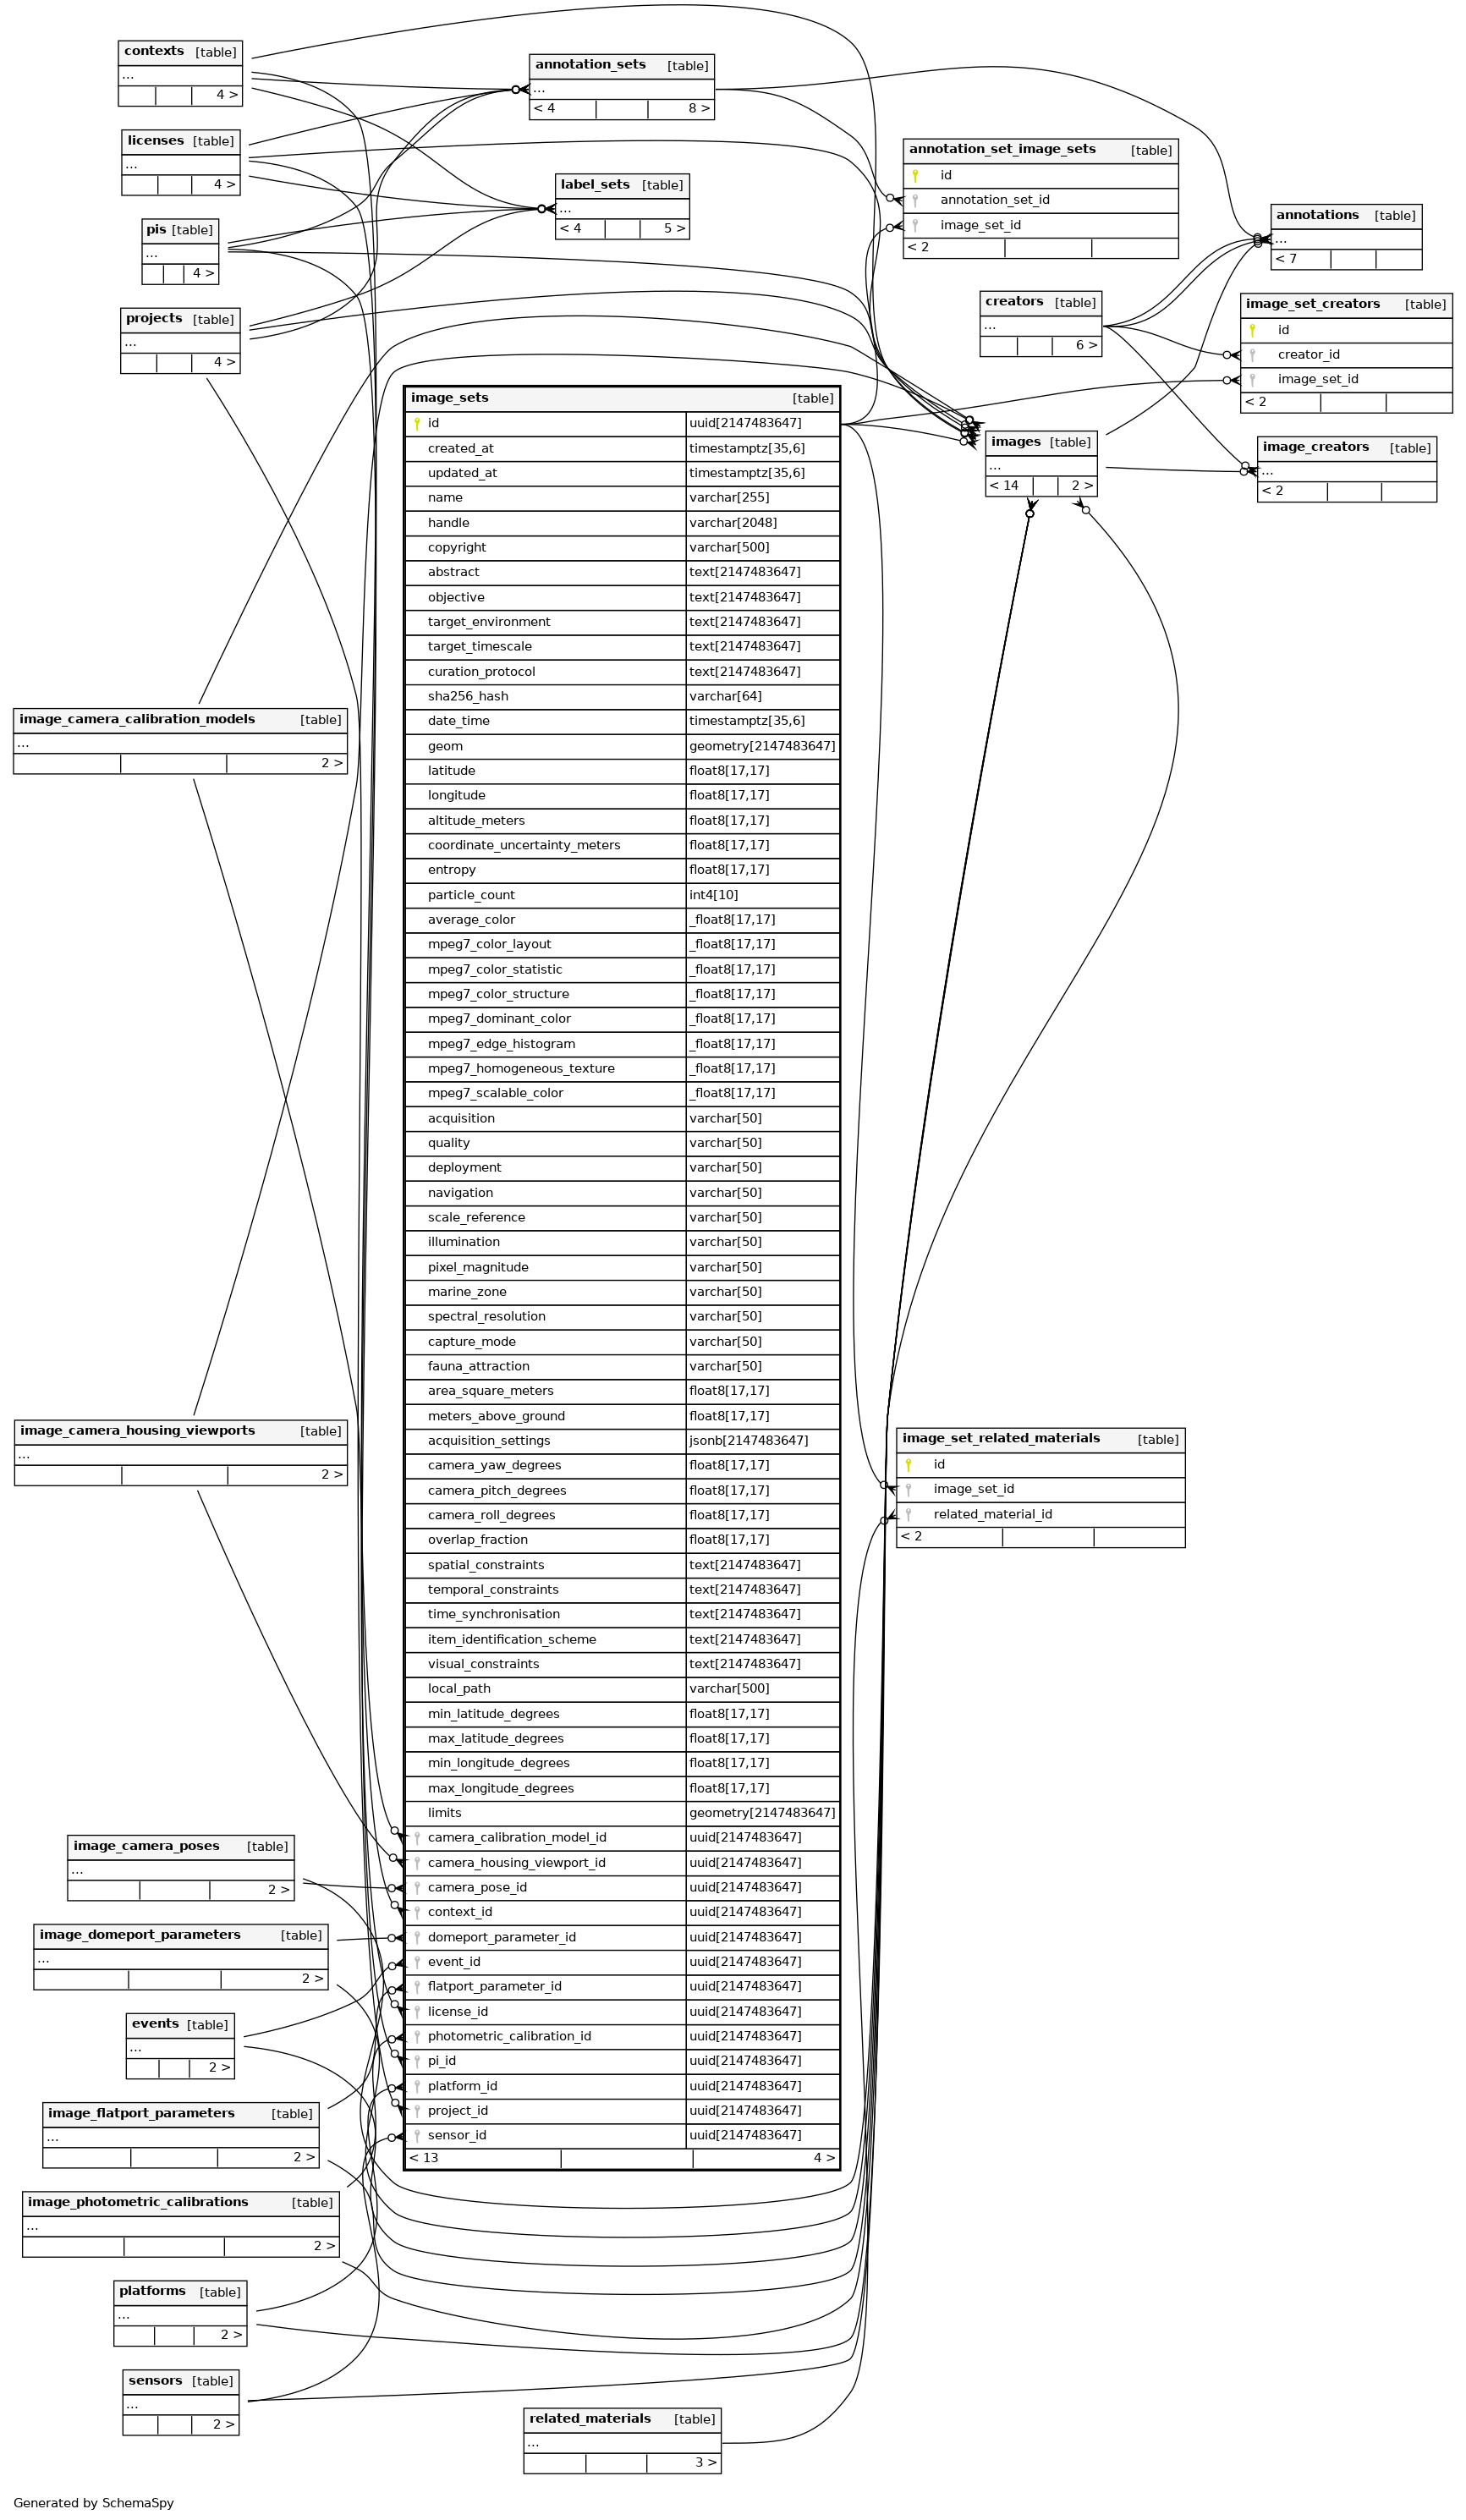 contexts [table]
...
4 >
licenses [table]
...
4 >
pis [table]
...
4 >
projects [table]
...
4 >
annotation_sets [table]
...
< 4 8 >
label_sets [table]
...
< 4 5 >
annotation_set_image_sets [table]
id
annotation_set_id
image_set_id
< 2
annotations [table]
...
< 7
creators [table]
...
6 >
image_set_creators [table]
id
creator_id
image_set_id
< 2
images [table]
...
< 14 2 >
image_creators [table]
...
< 2
image_sets [table]
id uuid[2147483647]
created_at timestamptz[35,6]
updated_at timestamptz[35,6]
name varchar[255]
handle varchar[2048]
copyright varchar[500]
abstract text[2147483647]
objective text[2147483647]
target_environment text[2147483647]
target_timescale text[2147483647]
curation_protocol text[2147483647]
sha256_hash varchar[64]
date_time timestamptz[35,6]
geom geometry[2147483647]
latitude float8[17,17]
longitude float8[17,17]
altitude_meters float8[17,17]
coordinate_uncertainty_meters float8[17,17]
entropy float8[17,17]
particle_count int4[10]
average_color _float8[17,17]
mpeg7_color_layout _float8[17,17]
mpeg7_color_statistic _float8[17,17]
mpeg7_color_structure _float8[17,17]
mpeg7_dominant_color _float8[17,17]
mpeg7_edge_histogram _float8[17,17]
mpeg7_homogeneous_texture _float8[17,17]
mpeg7_scalable_color _float8[17,17]
acquisition varchar[50]
quality varchar[50]
deployment varchar[50]
navigation varchar[50]
scale_reference varchar[50]
illumination varchar[50]
pixel_magnitude varchar[50]
marine_zone varchar[50]
spectral_resolution varchar[50]
capture_mode varchar[50]
fauna_attraction varchar[50]
area_square_meters float8[17,17]
meters_above_ground float8[17,17]
acquisition_settings jsonb[2147483647]
camera_yaw_degrees float8[17,17]
camera_pitch_degrees float8[17,17]
camera_roll_degrees float8[17,17]
overlap_fraction float8[17,17]
spatial_constraints text[2147483647]
temporal_constraints text[2147483647]
time_synchronisation text[2147483647]
item_identification_scheme text[2147483647]
visual_constraints text[2147483647]
local_path varchar[500]
min_latitude_degrees float8[17,17]
max_latitude_degrees float8[17,17]
min_longitude_degrees float8[17,17]
max_longitude_degrees float8[17,17]
limits geometry[2147483647]
camera_calibration_model_id uuid[2147483647]
camera_housing_viewport_id uuid[2147483647]
camera_pose_id uuid[2147483647]
context_id uuid[2147483647]
domeport_parameter_id uuid[2147483647]
event_id uuid[2147483647]
flatport_parameter_id uuid[2147483647]
license_id uuid[2147483647]
photometric_calibration_id uuid[2147483647]
pi_id uuid[2147483647]
platform_id uuid[2147483647]
project_id uuid[2147483647]
sensor_id uuid[2147483647]
< 13 4 >
image_camera_calibration_models [table]
...
2 >
image_camera_housing_viewports [table]
...
2 >
image_set_related_materials [table]
id
image_set_id
related_material_id
< 2
image_camera_poses [table]
...
2 >
image_domeport_parameters [table]
...
2 >
events [table]
...
2 >
image_flatport_parameters [table]
...
2 >
image_photometric_calibrations [table]
...
2 >
platforms [table]
...
2 >
sensors [table]
...
2 >
related_materials [table]
...
3 >
Generated by SchemaSpy